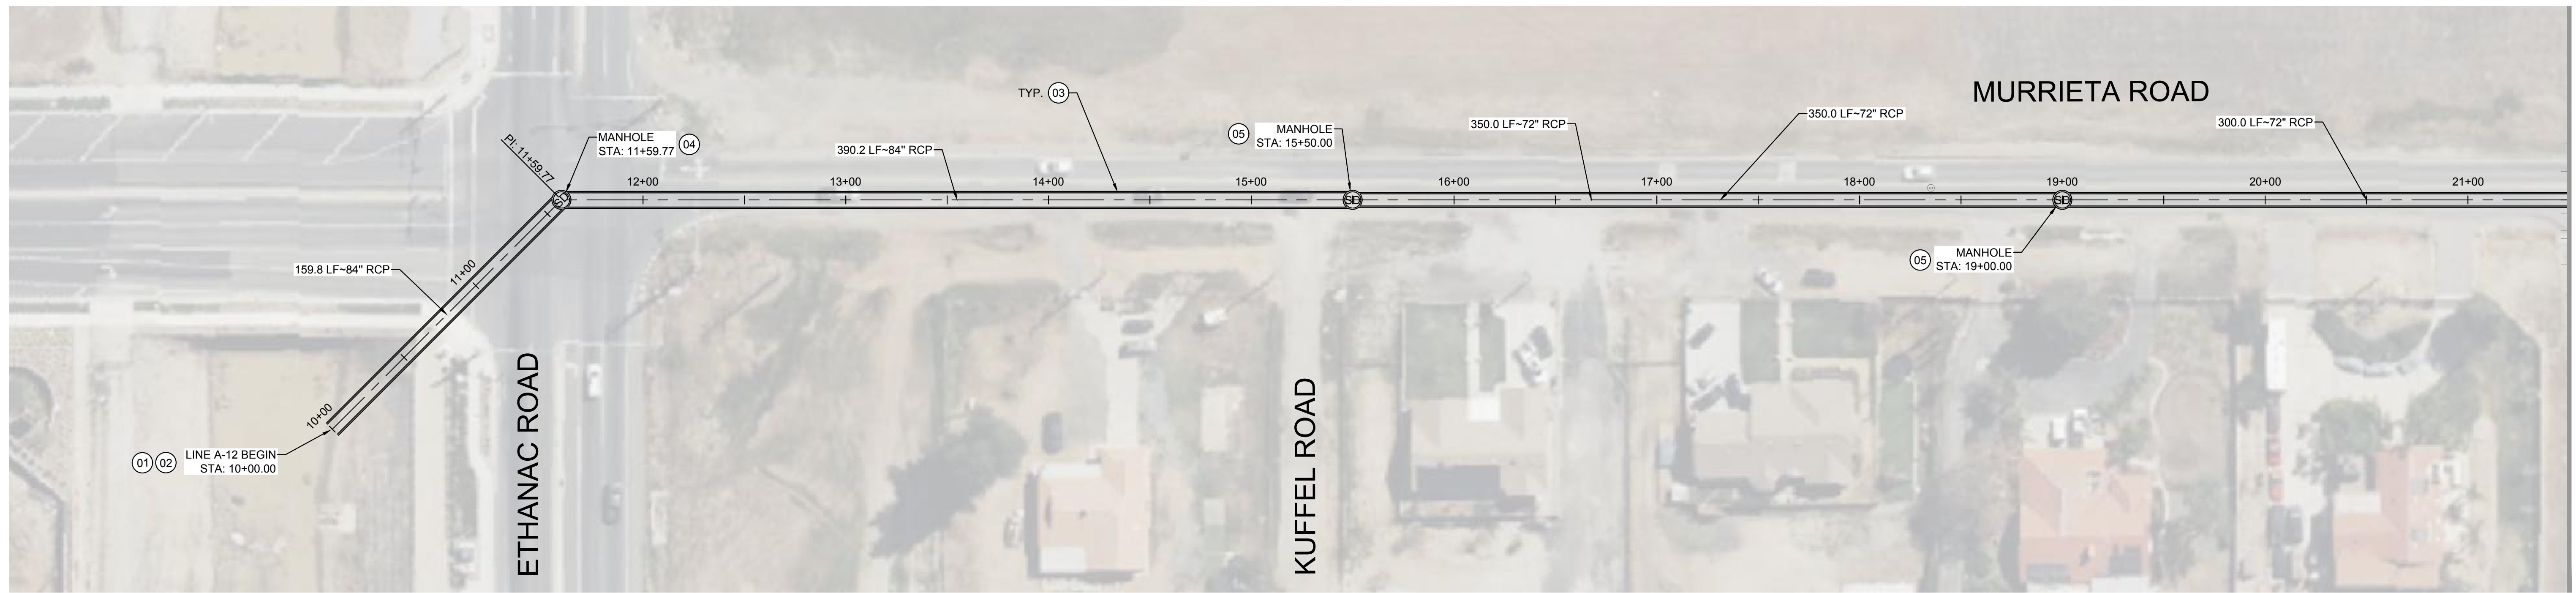 MURRIETA ROAD
TYP. 03
350.0 LF~72" RCP
300.0 LF~72" RCP
350.0 LF~72" RCP
05 MANHOLE
STA: 15+50.00
MANHOLE
STA: 11+59.77 04
390.2 LF~84" RCP
PI: 11+59.77
12+00
13+00
14+00
15+00
16+00
17+00
18+00
19+00
20+00
21+00
SD
SD
SD
05 MANHOLE
STA: 19+00.00
159.8 LF~84" RCP
11+00
10+00
01 02 LINE A-12 BEGIN
STA: 10+00.00
ETHANAC ROAD
KUFFEL ROAD